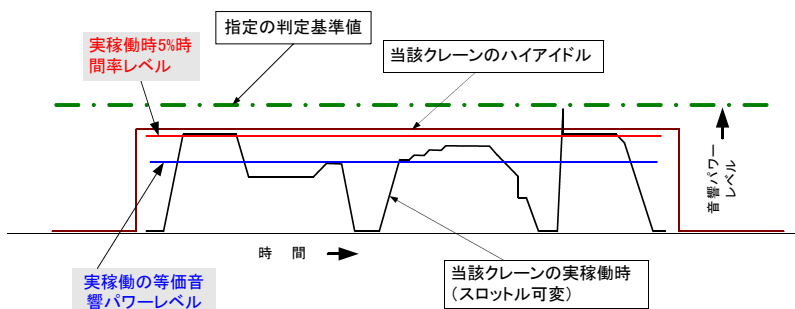 指定の判定基準値
実稼働時5%時
間率レベル
当該クレーンのハイアイドル
音響パワー
レベル
時 間
実稼働の等価音
響パワーレベル
当該クレーンの実稼働時
(スロットル可変)